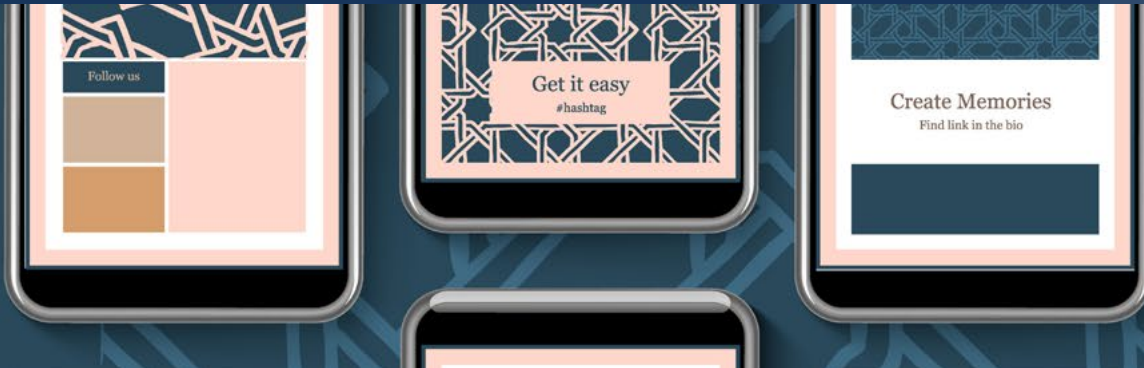 Follow us
Get it easy
#hashtag
Create Memories
Find link in the bio